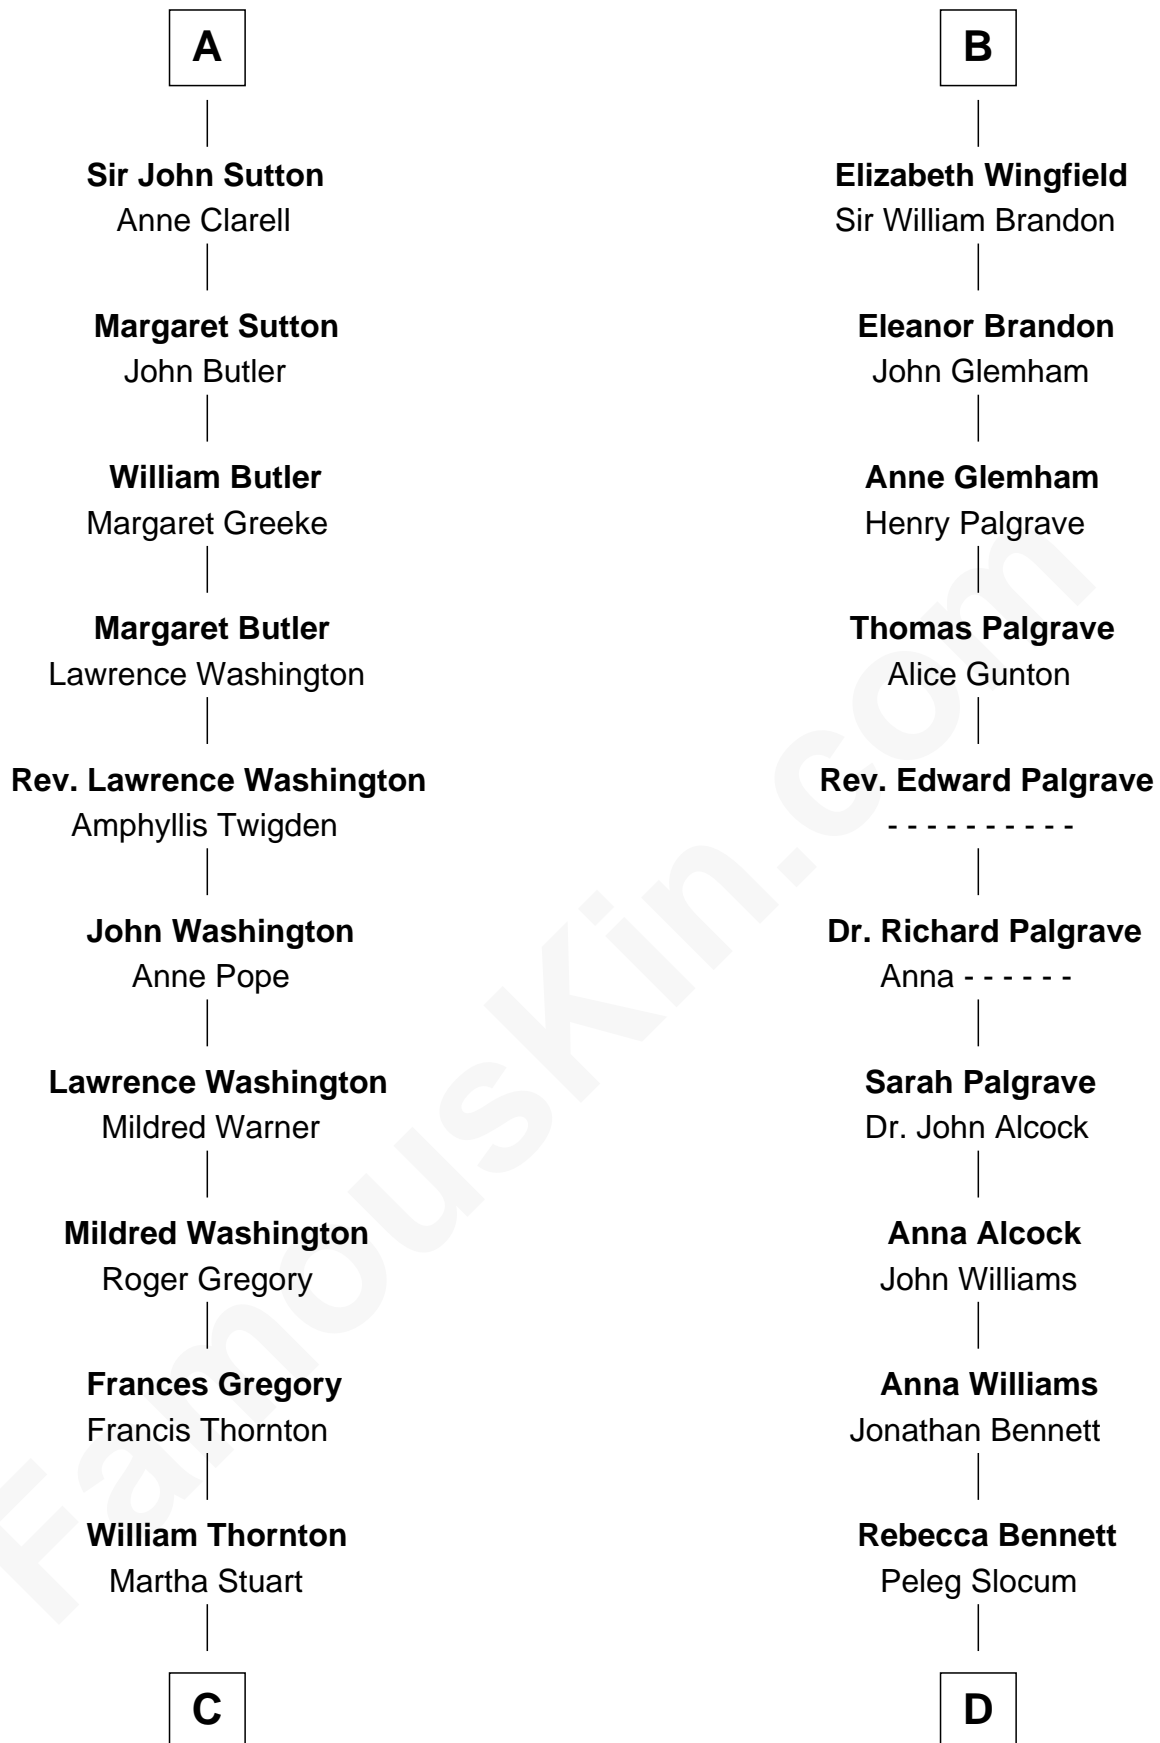 A
Sir John Sutton
Anne Clarell
Margaret Sutton
John Butler
William Butler
Margaret Greeke
Margaret Butler
Lawrence Washington
Rev. Lawrence Washington
Amphyllis Twigden
John Washington
Anne Pope
Lawrence Washington
Mildred Warner
Mildred Washington
Roger Gregory
Frances Gregory
Francis Thornton
William Thornton
Martha Stuart
C
B
Elizabeth Wingfield
Sir William Brandon
Eleanor Brandon
John Glemham
Anne Glemham
Henry Palgrave
Thomas Palgrave
Alice Gunton
Rev. Edward Palgrave
- - - - - - - - - -
Dr. Richard Palgrave
Anna - - - - - -
Sarah Palgrave
Dr. John Alcock
Anna Alcock
John Williams
Anna Williams
Jonathan Bennett
Rebecca Bennett
Peleg Slocum
D
FamousKin.com